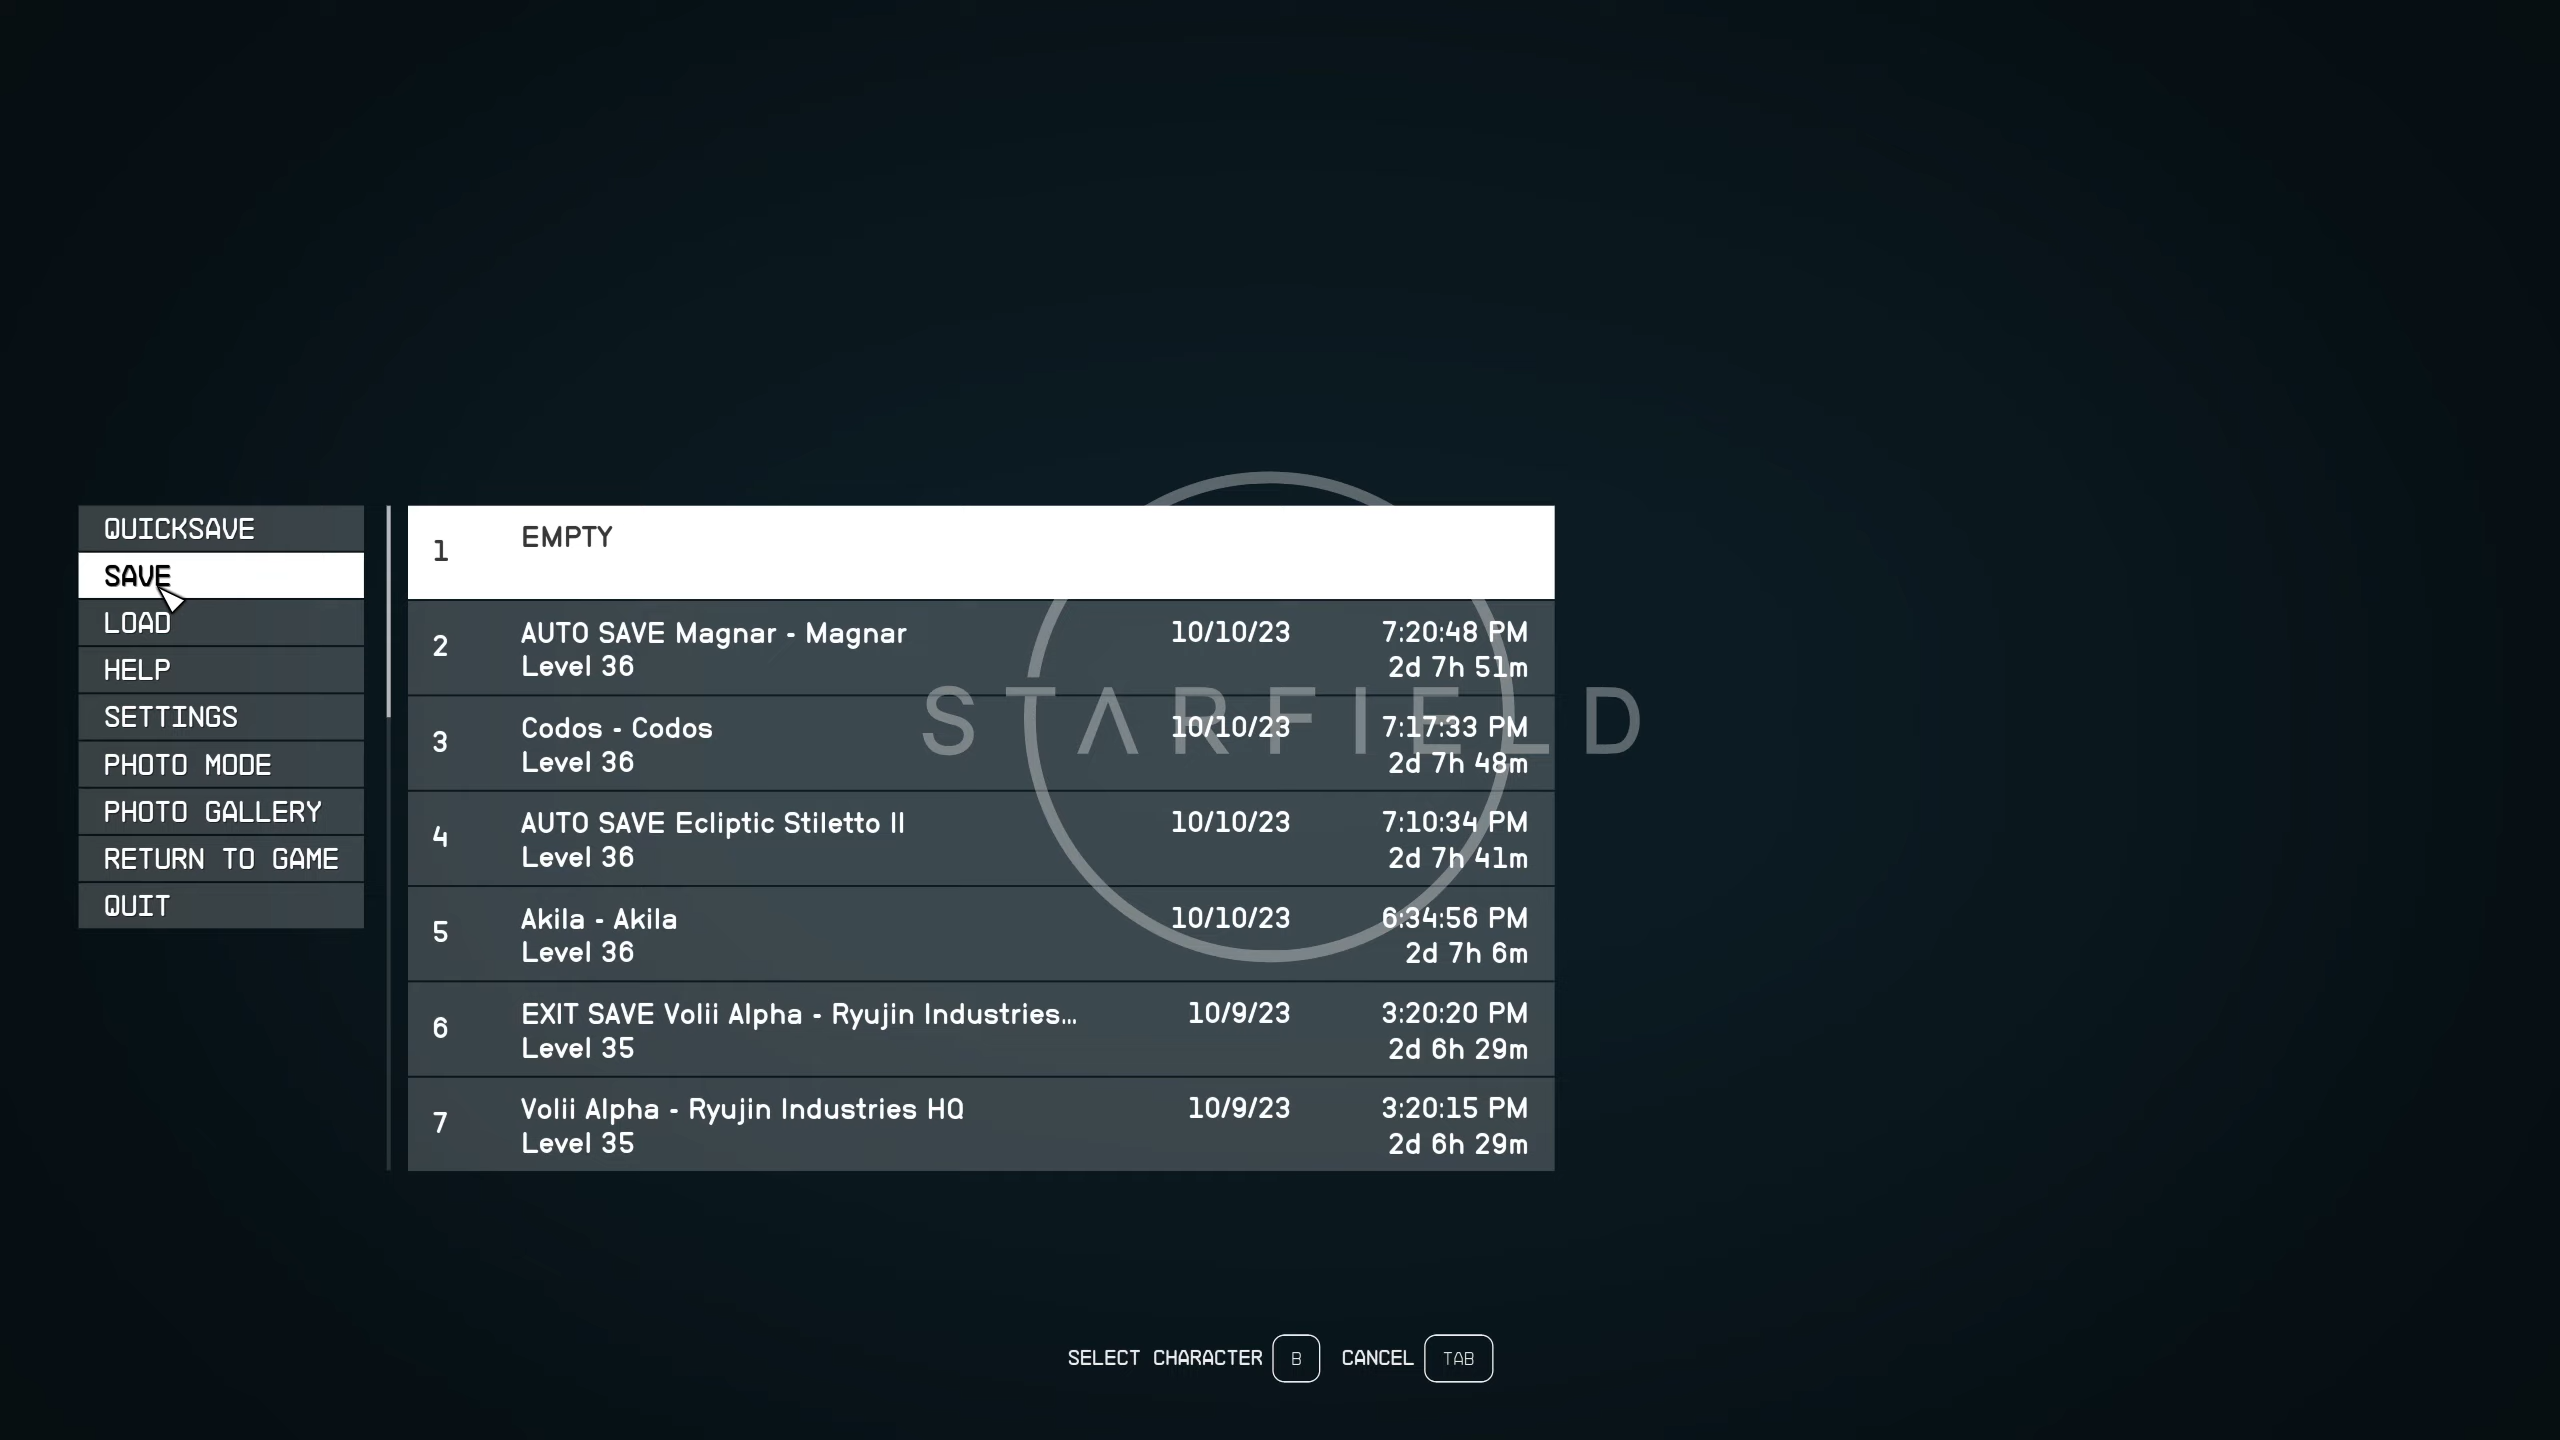 QUICKSAVE
SAVE
LOAD
HELP
SETTINGS
PHOTO MODE
PHOTO GALLERY
RETURN TO GAME
QUIT
1 EMPTY
2 AUTO SAVE Magnar - Magnar 10/10/23 7:20:48 PM
Level 36 2d 7h 51m
3 Codos - Codos 10/10/23 7:17:33 PM
Level 36 2d 7h 48m
4 AUTO SAVE Ecliptic Stiletto II 10/10/23 7:10:34 PM
Level 36 2d 7h 41m
5 Akila - Akila 10/10/23 6:34:56 PM
Level 36 2d 7h 6m
6 EXIT SAVE Volii Alpha - Ryujin Industries... 10/9/23 3:20:20 PM
Level 35 2d 6h 29m
7 Volii Alpha - Ryujin Industries HQ 10/9/23 3:20:15 PM
Level 35 2d 6h 29m
STARFIELD
SELECT CHARACTER B CANCEL TAB